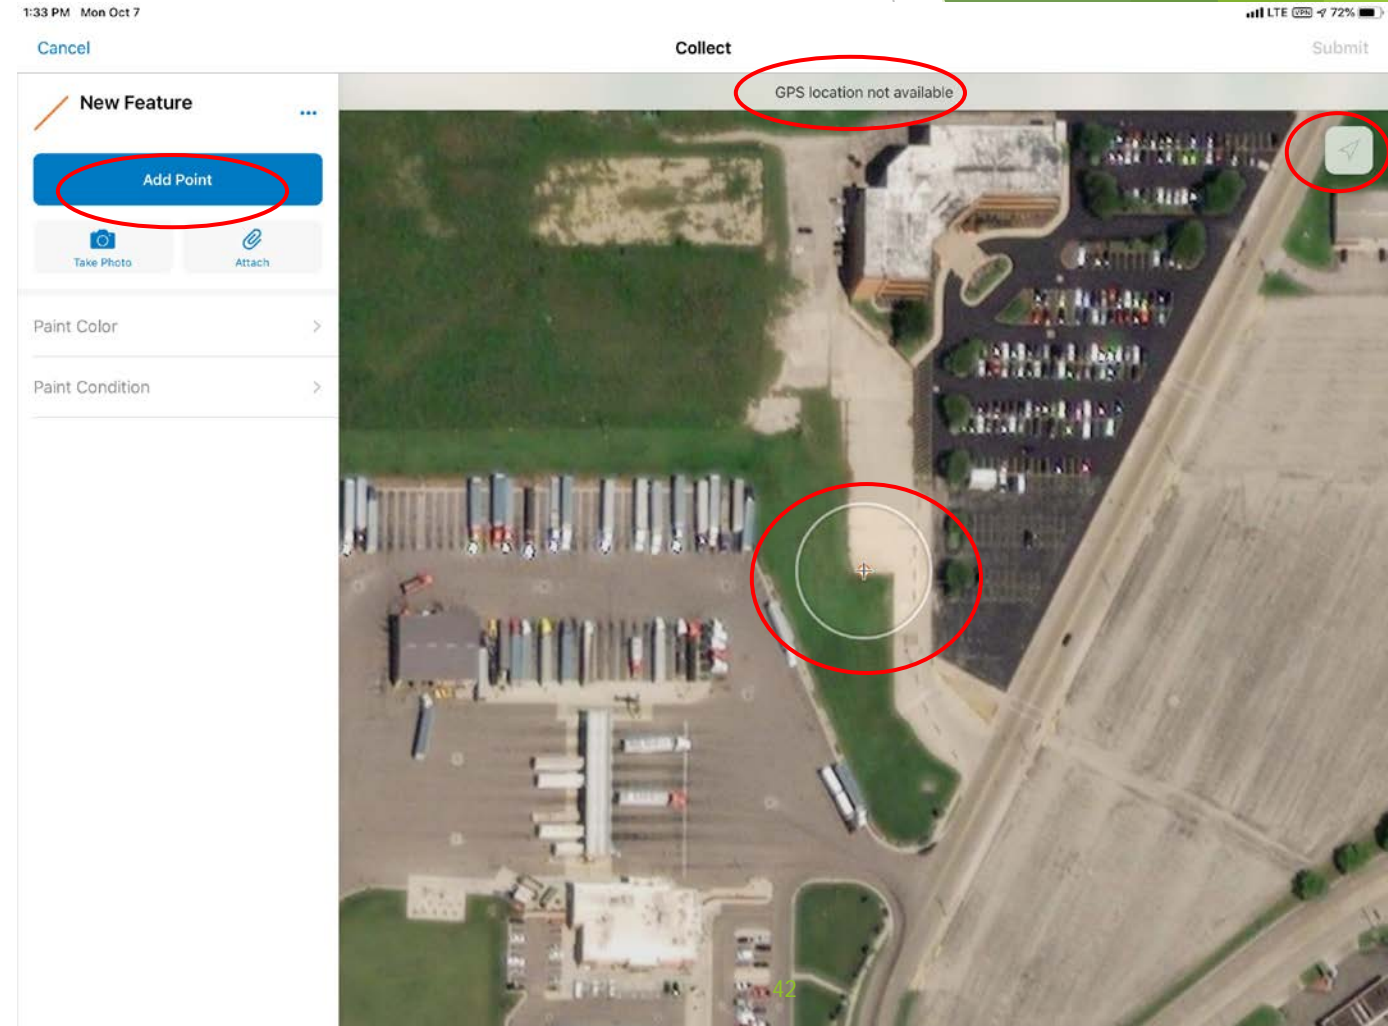 1:33 PM Mon Oct 7
LTE VPN 72%
Cancel
Collect
Submit
New Feature
GPS location not available
Add Point
Take Photo
Attach
Paint Color
Paint Condition
42